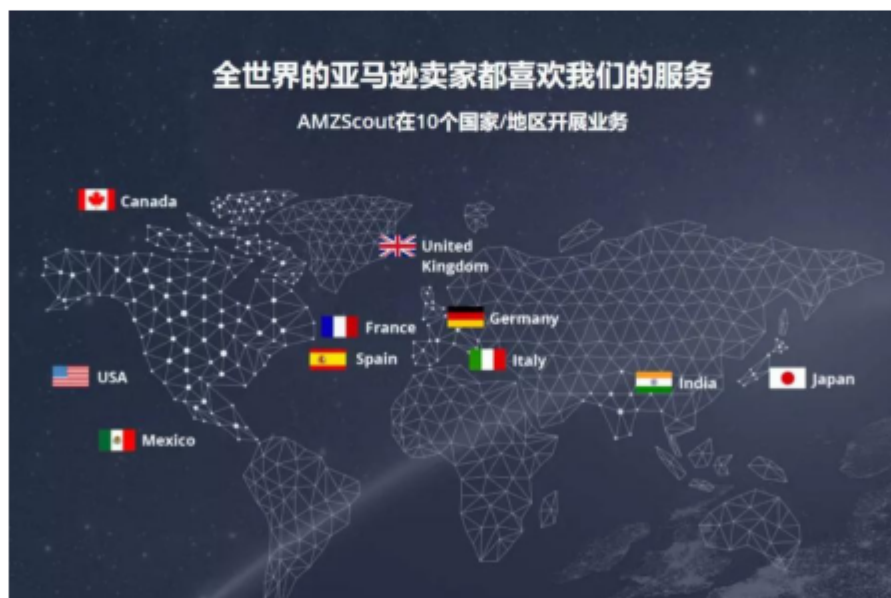 全世界的亚马逊卖家都喜欢我们的服务
AMZScout在10个国家/地区开展业务
Canada
United
Kingdom
France
Germany
Spain
Italy
USA
India
Japan
Mexico